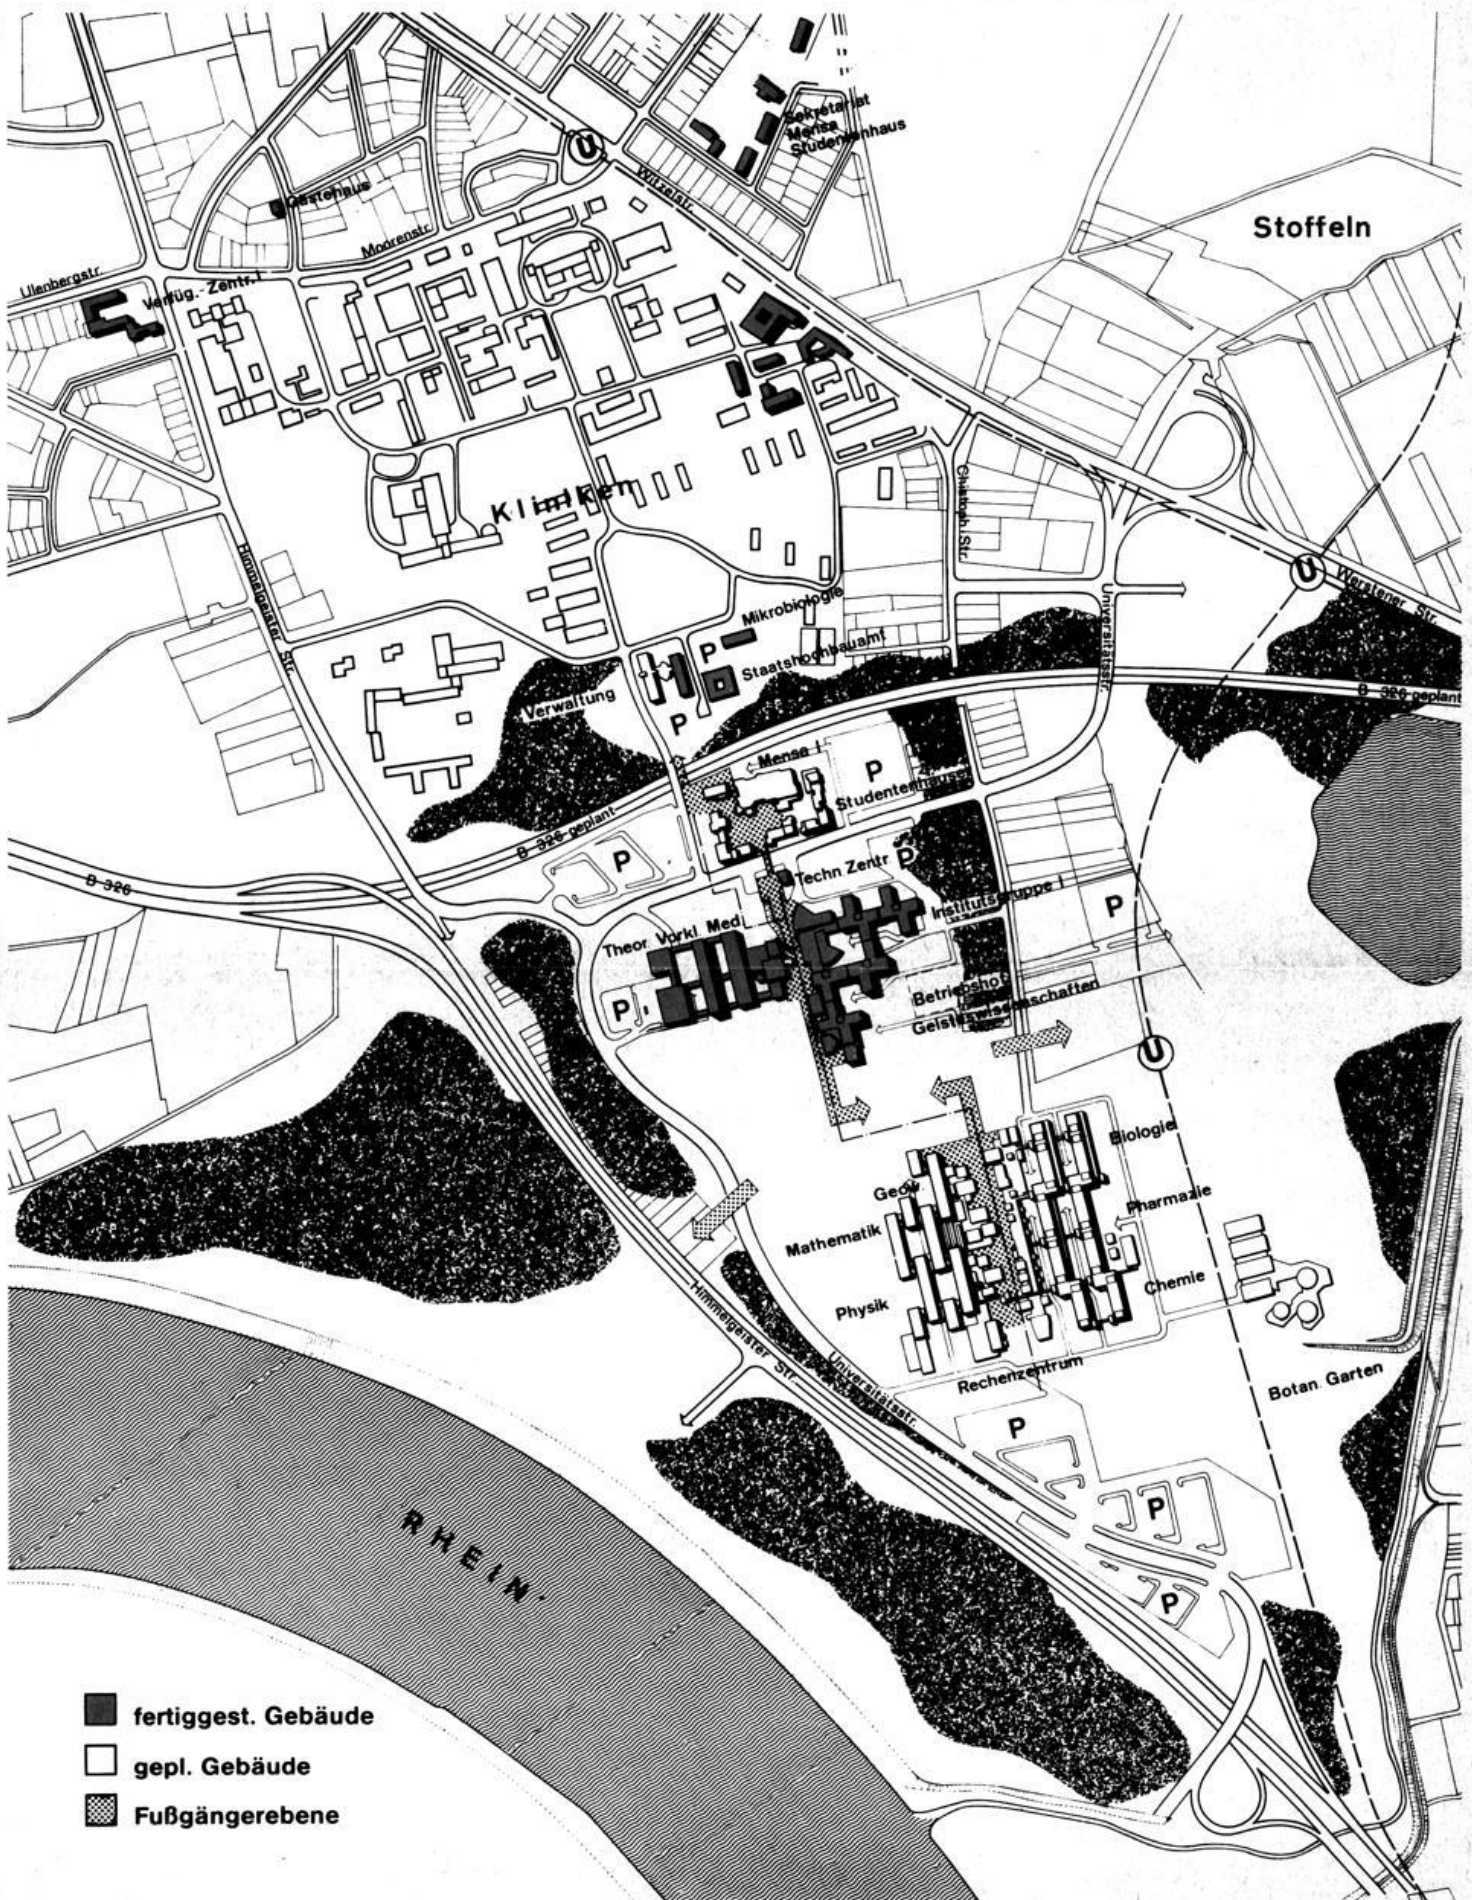 Sekretariat
Mensa
Studentenhaus
U
Witzelstr.
Gästehaus
Moorenstr.
Stoffeln
Ulenbergstr.
Verfüg.-Zentr. I
Kliniken
Christoph Str.
Himmelgeister Str.
U
Werstener Str.
Universitätsstr.
Mikrobiologie
P
Staatshochbauamt
Verwaltung
P
B 326 geplant
Mensa I
P
Studentenhäuser
B 326 geplant
P
B 326
Techn Zentr.
P
Institutsgruppe I
P
Theor. Vorkl. Med.
Betriebshof
Geisteswissenschaften
P
U
Biologie
Geow.
Pharmazie
Mathematik
Chemie
Physik
Himmelgeister Str.
Universitätsstr.
Rechenzentrum
Botan. Garten
P
P
RHEIN
P
fertiggest. Gebäude
gepl. Gebäude
Fußgängerebene